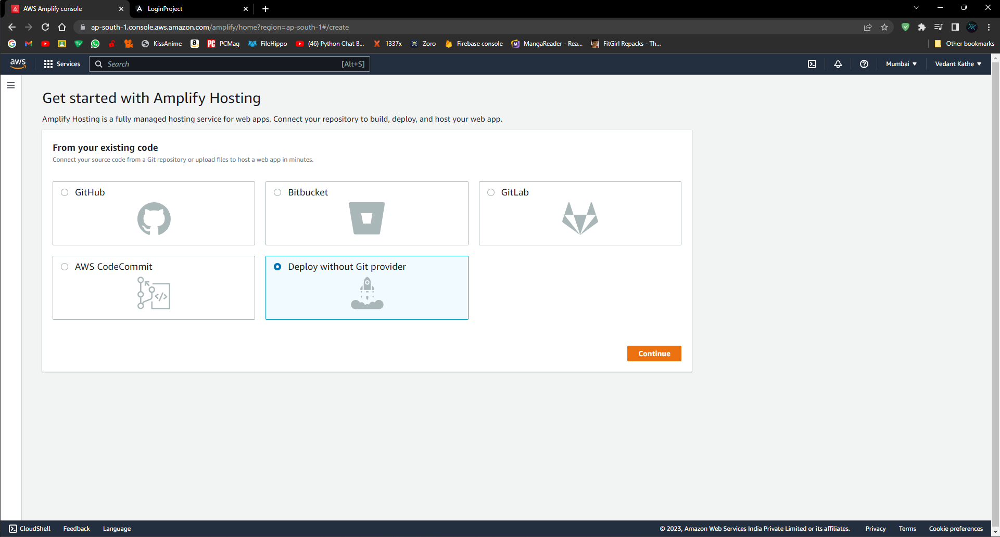 AWS Amplify console
LoginProject
ap-south-1.console.aws.amazon.com/amplify/home?region=ap-south-1#/create
KissAnime
PC PCMag
FileHippo
(46) Python Chat B...
1337x
Zoro
Firebase console
MangaReader - Rea...
FitGirl Repacks - Th...
Other bookmarks
aws
Services
Search
[Alt+S]
Mumbai
Vedant Kathe
Get started with Amplify Hosting
Amplify Hosting is a fully managed hosting service for web apps. Connect your repository to build, deploy, and host your web app.
From your existing code
Connect your source code from a Git repository or upload files to host a web app in minutes.
GitHub
Bitbucket
GitLab
AWS CodeCommit
Deploy without Git provider
Continue
CloudShell
Feedback
Language
© 2023, Amazon Web Services India Private Limited or its affiliates.
Privacy
Terms
Cookie preferences